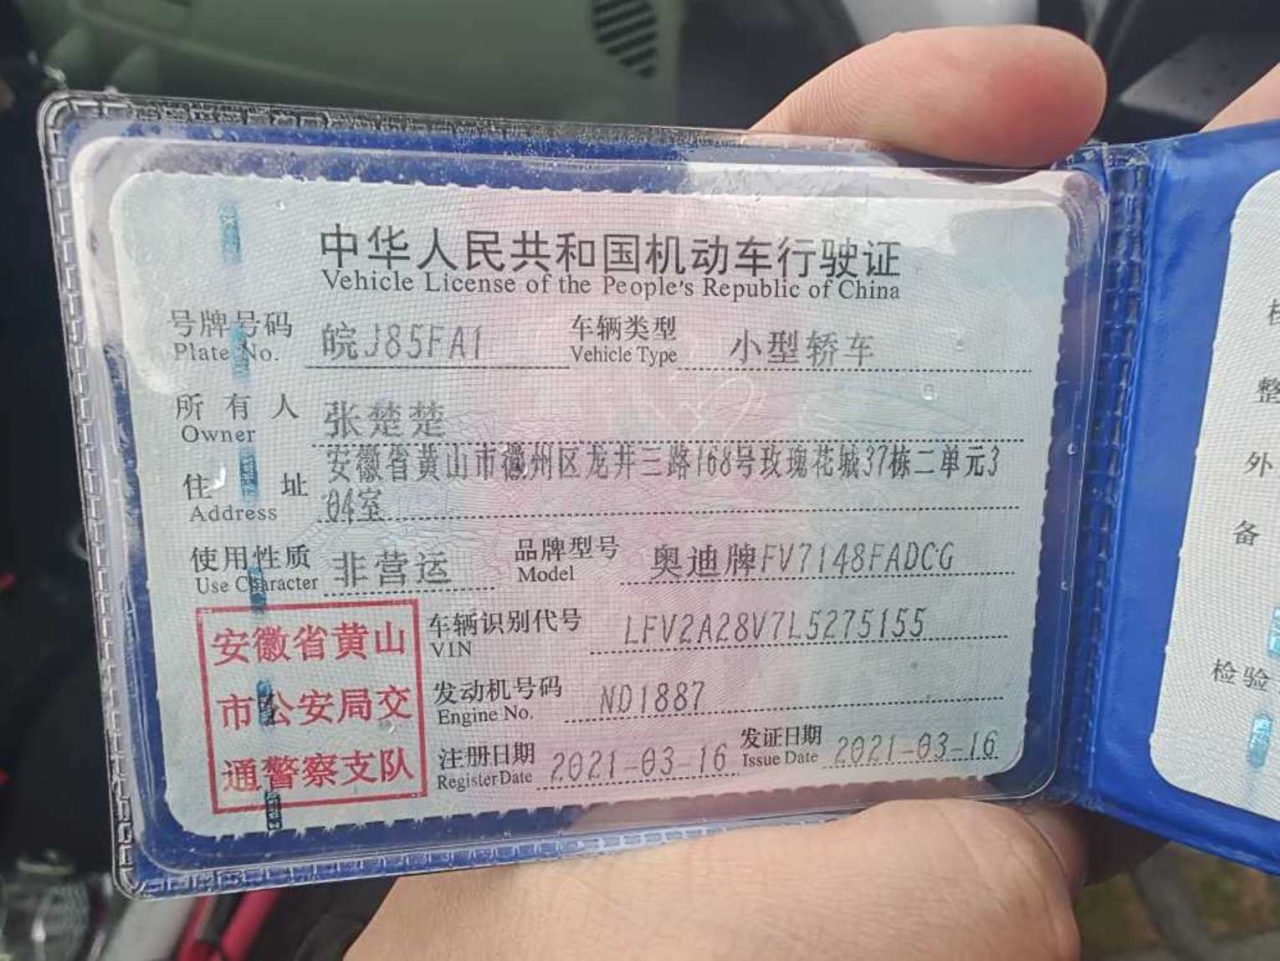 中华人民共和国机动车行驶证
Vehicle License of the People's Republic of China
号牌号码 皖J85FA1 车辆类型 小型轿车
Plate No. Vehicle Type
所有人 张楚楚
Owner
住址 安徽省黄山市徽州区龙井三路168号玫瑰花城37栋二单元3
Address 04室
使用性质 非营运 品牌型号 奥迪牌FV7148FADCG
Use Character Model
安徽省黄山
市公安局交
通警察支队
车辆识别代号 LFV2A28V7L5275155
VIN
发动机号码 ND1887
Engine No.
注册日期 2021-03-16 发证日期 2021-03-16
Register Date Issue Date
整
外
备
检验